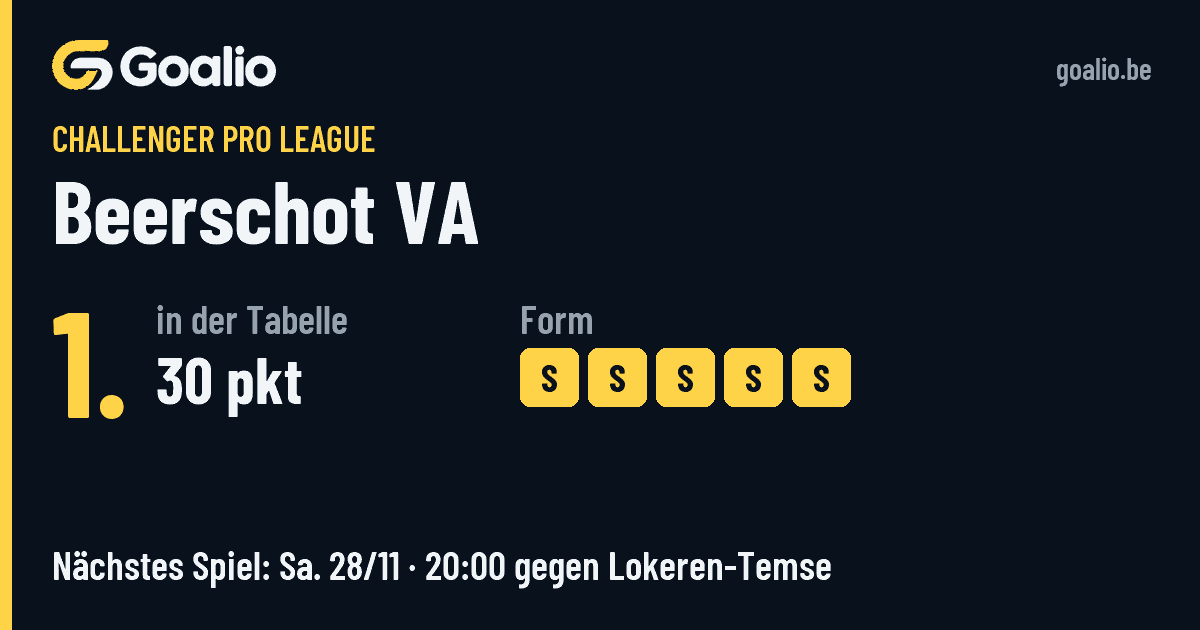 Goalio
goalio.be
CHALLENGER PRO LEAGUE
Beerschot VA
1.
in der Tabelle
30 pkt
Form
S S S S S
Nächstes Spiel: Sa. 28/11 · 20:00 gegen Lokeren-Temse